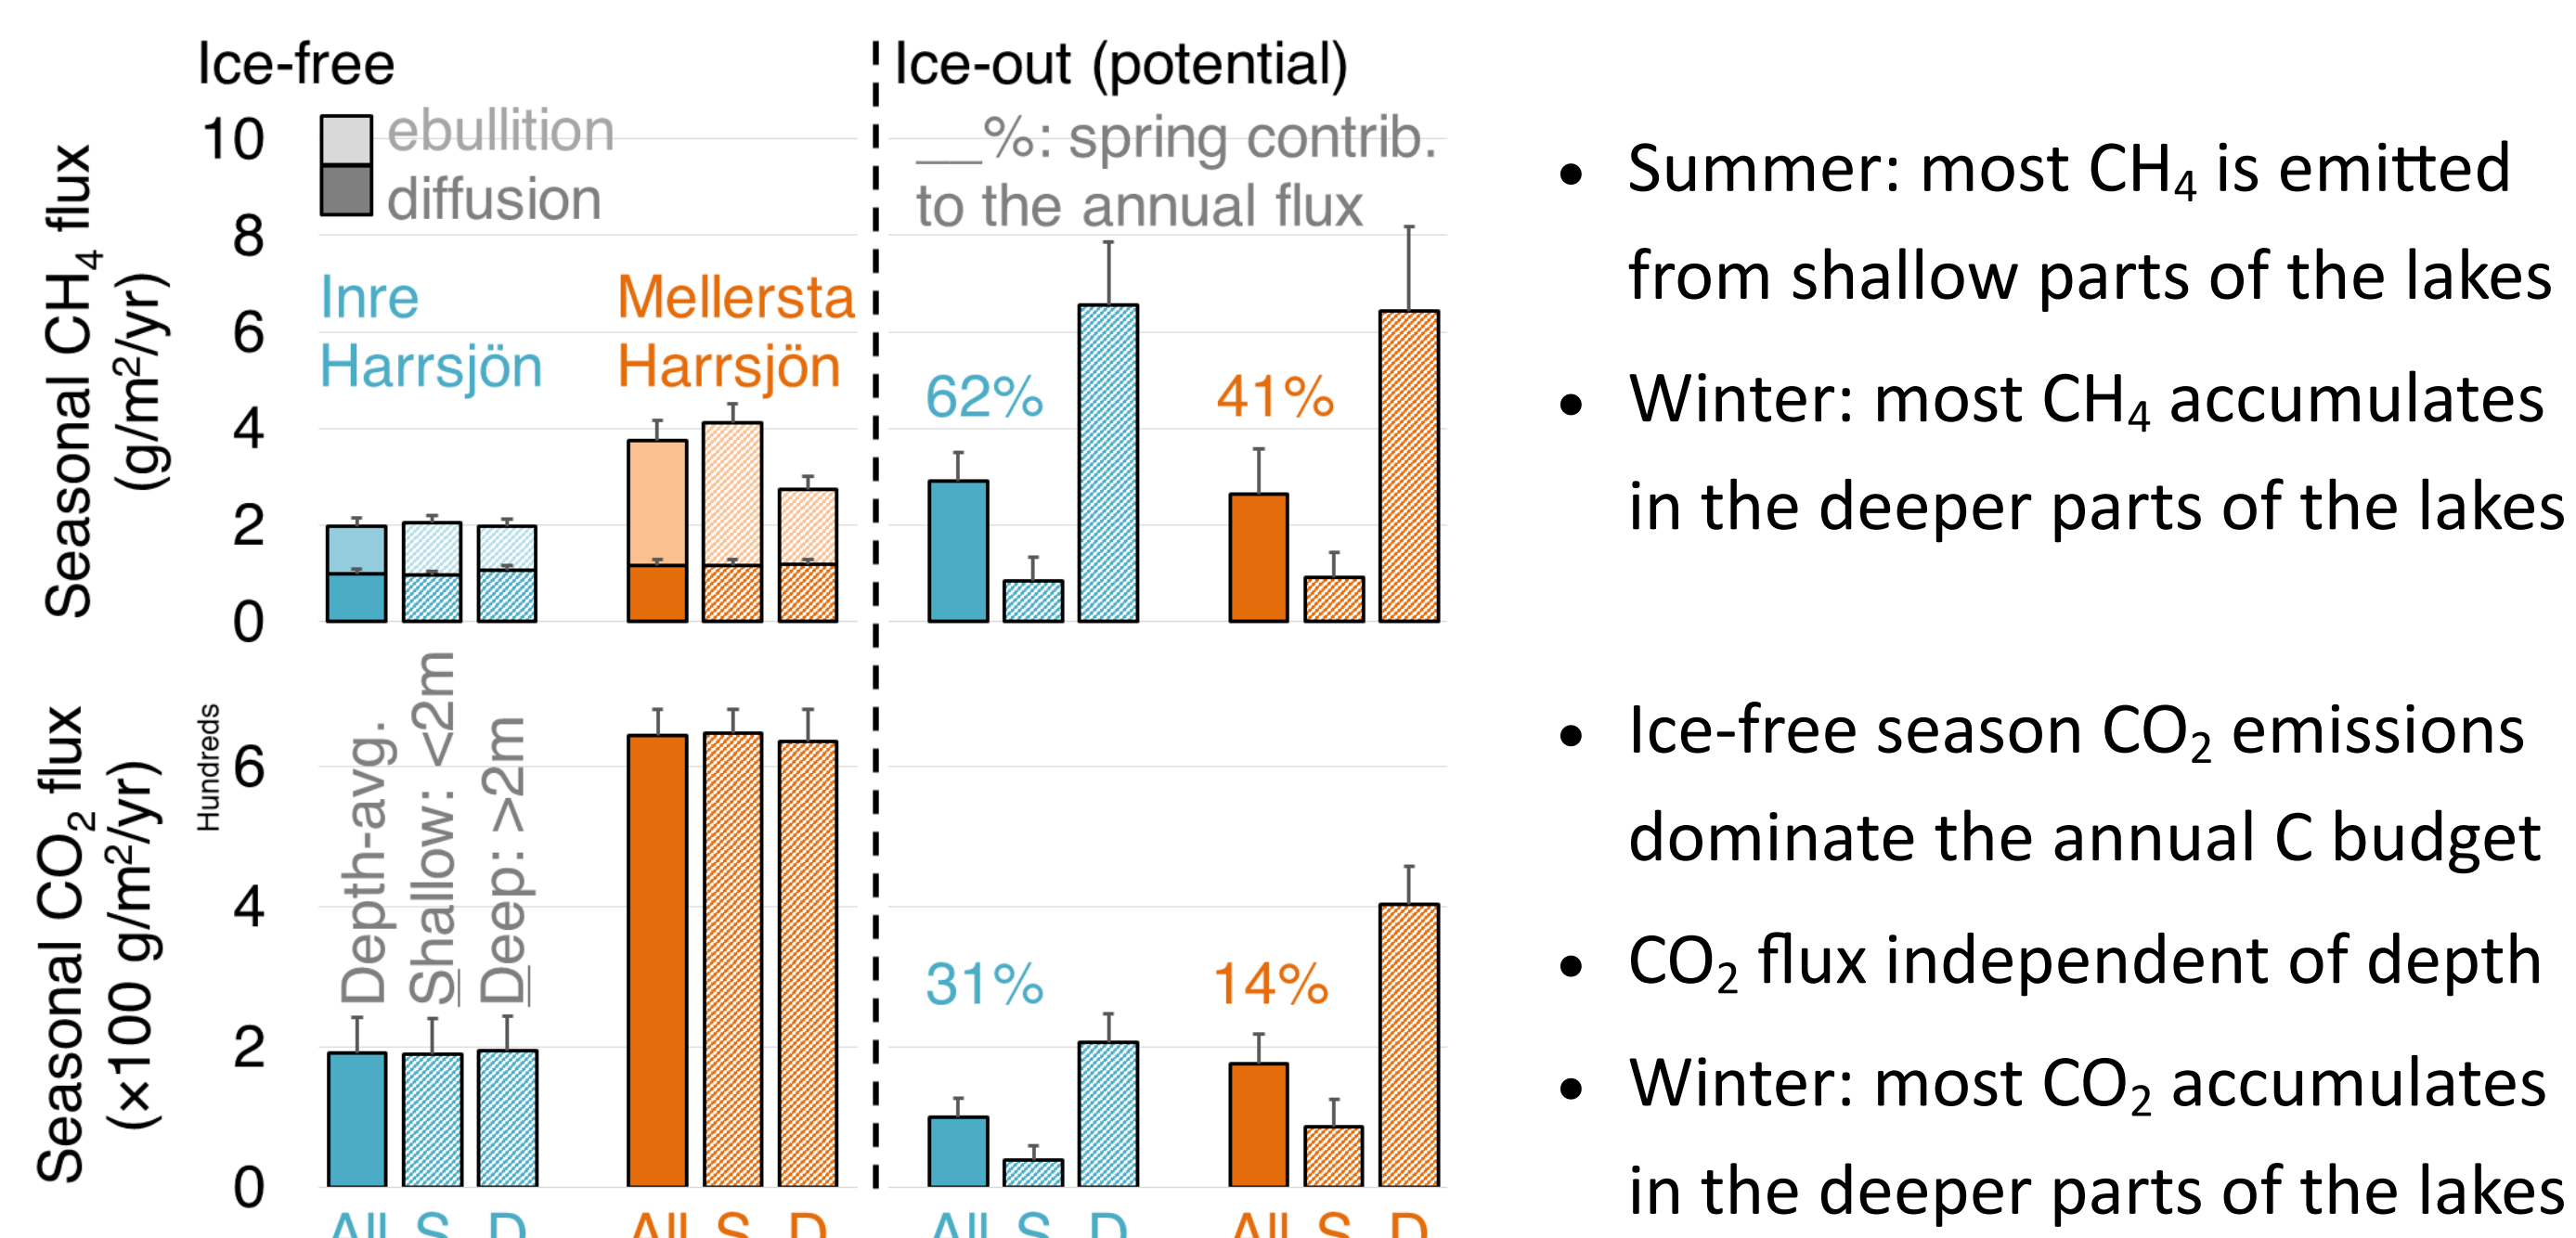 Ice-free
Ice-out (potential)
10
8
6
4
2
0
Seasonal CH₄ flux
(g/m²/yr)
ebullition
diffusion
Inre
Harrsjön
Mellersta
Harrsjön
__%: spring contrib.
to the annual flux
62%
41%
Seasonal CO₂ flux
(×100 g/m²/yr)
Hundreds
6
4
2
0
Depth-avg.
Shallow: <2m
Deep: >2m
31%
14%
All S D All S D All S D All S D
• Summer: most CH₄ is emitted
from shallow parts of the lakes
• Winter: most CH₄ accumulates
in the deeper parts of the lakes
• Ice-free season CO₂ emissions
dominate the annual C budget
• CO₂ flux independent of depth
• Winter: most CO₂ accumulates
in the deeper parts of the lakes